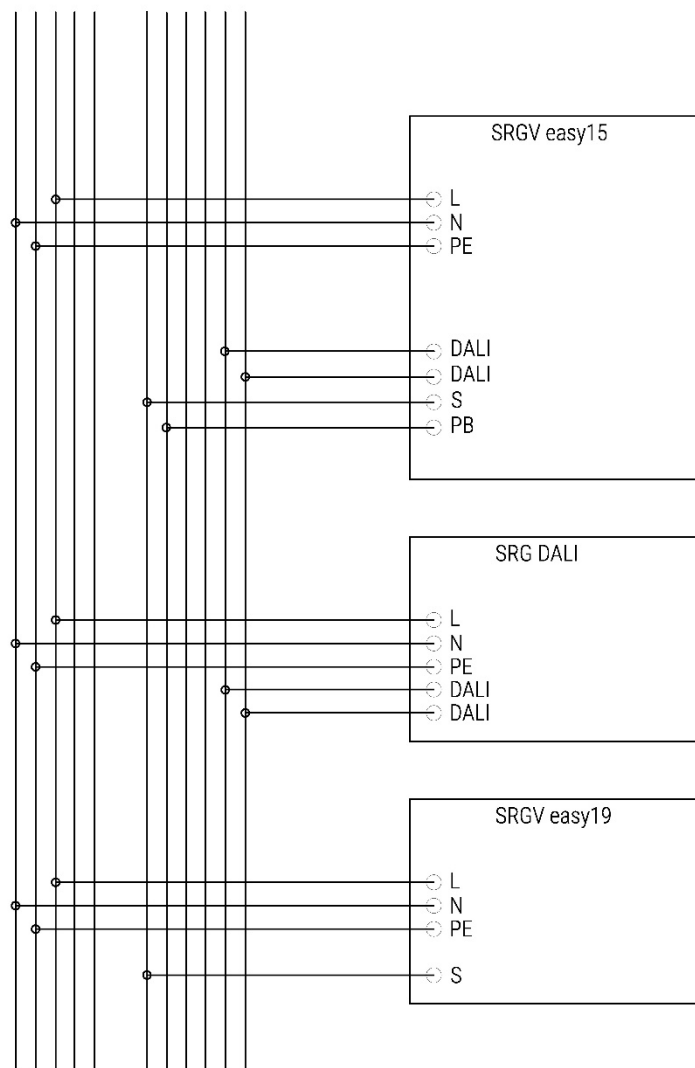 SRGV easy15
L
N
PE
DALI
DALI
S
PB
SRG DALI
L
N
PE
DALI
DALI
SRGV easy19
L
N
PE
S